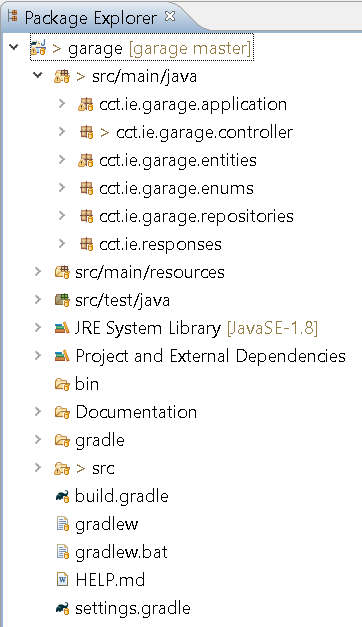 Package Explorer
> garage [garage master]
> src/main/java
cct.ie.garage.application
> cct.ie.garage.controller
cct.ie.garage.entities
cct.ie.garage.enums
cct.ie.garage.repositories
cct.ie.responses
src/main/resources
src/test/java
JRE System Library [JavaSE-1.8]
Project and External Dependencies
bin
Documentation
gradle
> src
build.gradle
gradlew
gradlew.bat
HELP.md
settings.gradle